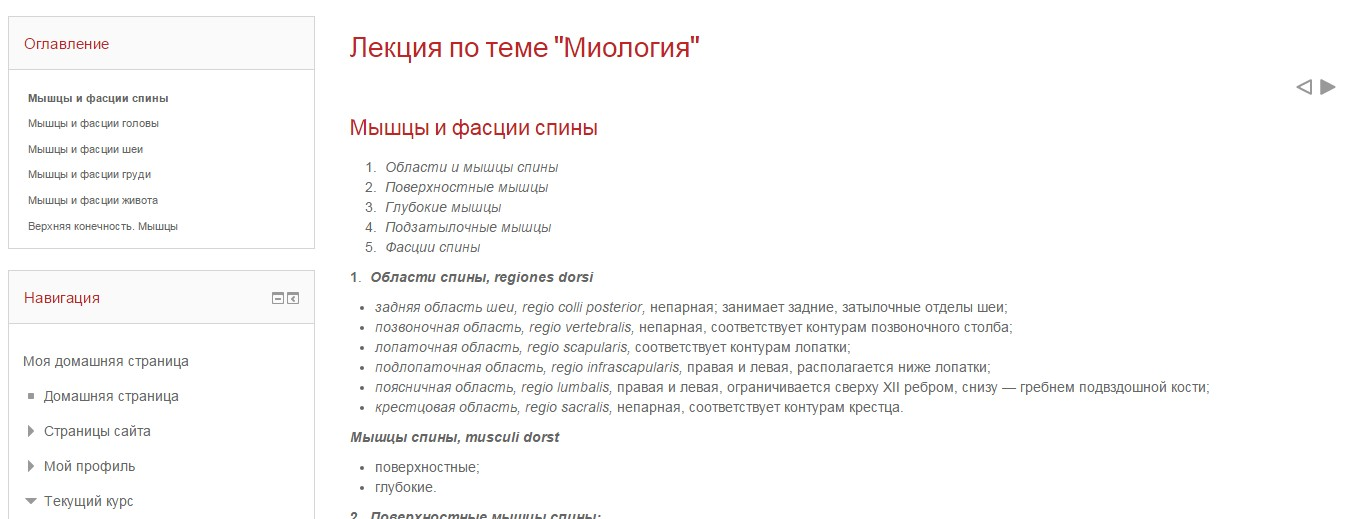 Оглавление
Мышцы и фасции спины
Мышцы и фасции головы
Мышцы и фасции шеи
Мышцы и фасции груди
Мышцы и фасции живота
Верхняя конечность. Мышцы
Навигация
Моя домашняя страница
Домашняя страница
Страницы сайта
Мой профиль
Текущий курс
Лекция по теме "Миология"
Мышцы и фасции спины
1. Области и мышцы спины
2. Поверхностные мышцы
3. Глубокие мышцы
4. Подзатылочные мышцы
5. Фасции спины
1. Области спины, regiones dorsi
• задняя область шеи, regio colli posterior, непарная; занимает задние, затылочные отделы шеи;
• позвоночная область, regio vertebralis, непарная, соответствует контурам позвоночного столба;
• лопаточная область, regio scapularis, соответствует контурам лопатки;
• подлопаточная область, regio infrascapularis, правая и левая, располагается ниже лопатки;
• поясничная область, regio lumbalis, правая и левая, ограничивается сверху XII ребром, снизу — гребнем подвздошной кости;
• крестцовая область, regio sacralis, непарная, соответствует контурам крестца.
Мышцы спины, musculi dorst
• поверхностные;
• глубокие.
2. Поверхностные мышцы спины: